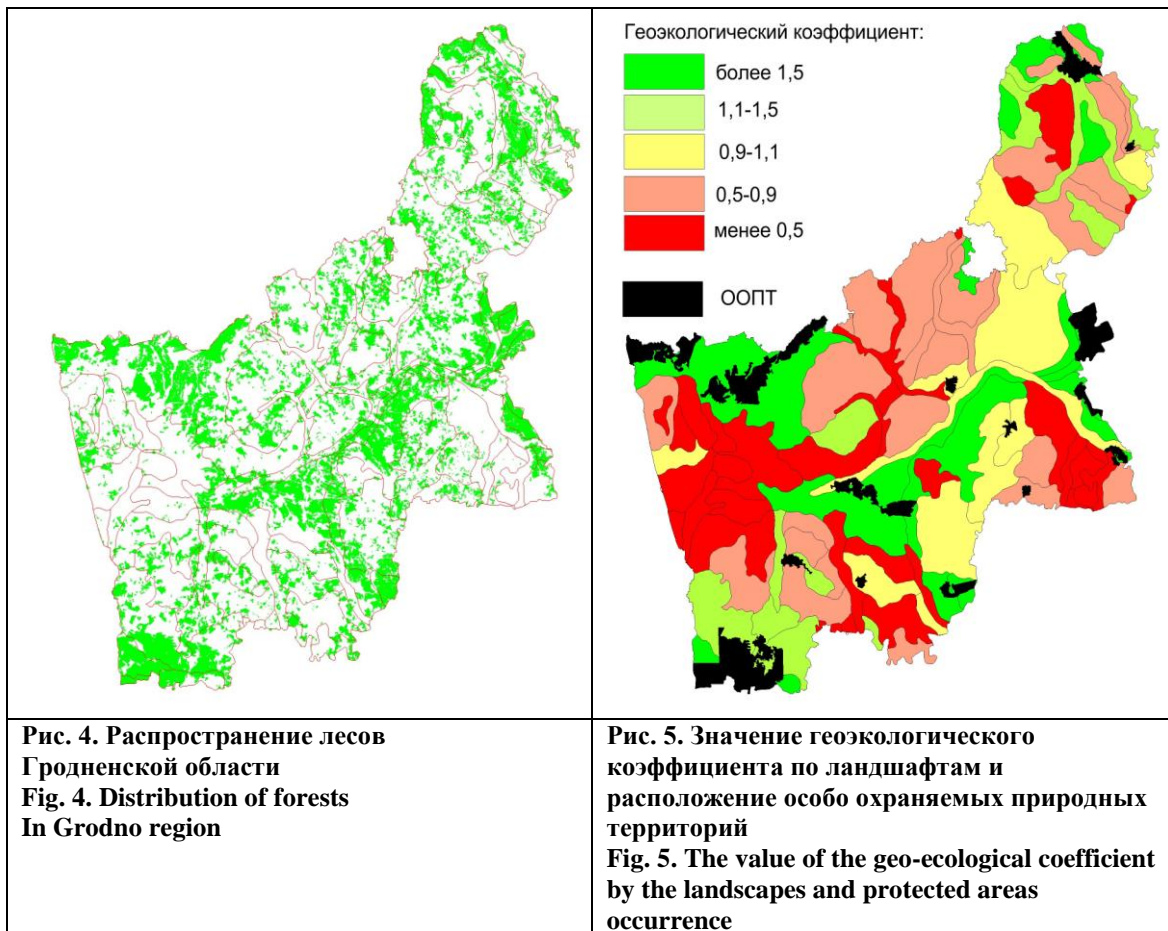 Геоэкологический коэффициент:
более 1,5
1,1-1,5
0,9-1,1
0,5-0,9
менее 0,5
ООПТ
Рис. 4. Распространение лесов
Гродненской области
Fig. 4. Distribution of forests
In Grodno region
Рис. 5. Значение геоэкологического
коэффициента по ландшафтам и
расположение особо охраняемых природных
территорий
Fig. 5. The value of the geo-ecological coefficient
by the landscapes and protected areas
occurrence